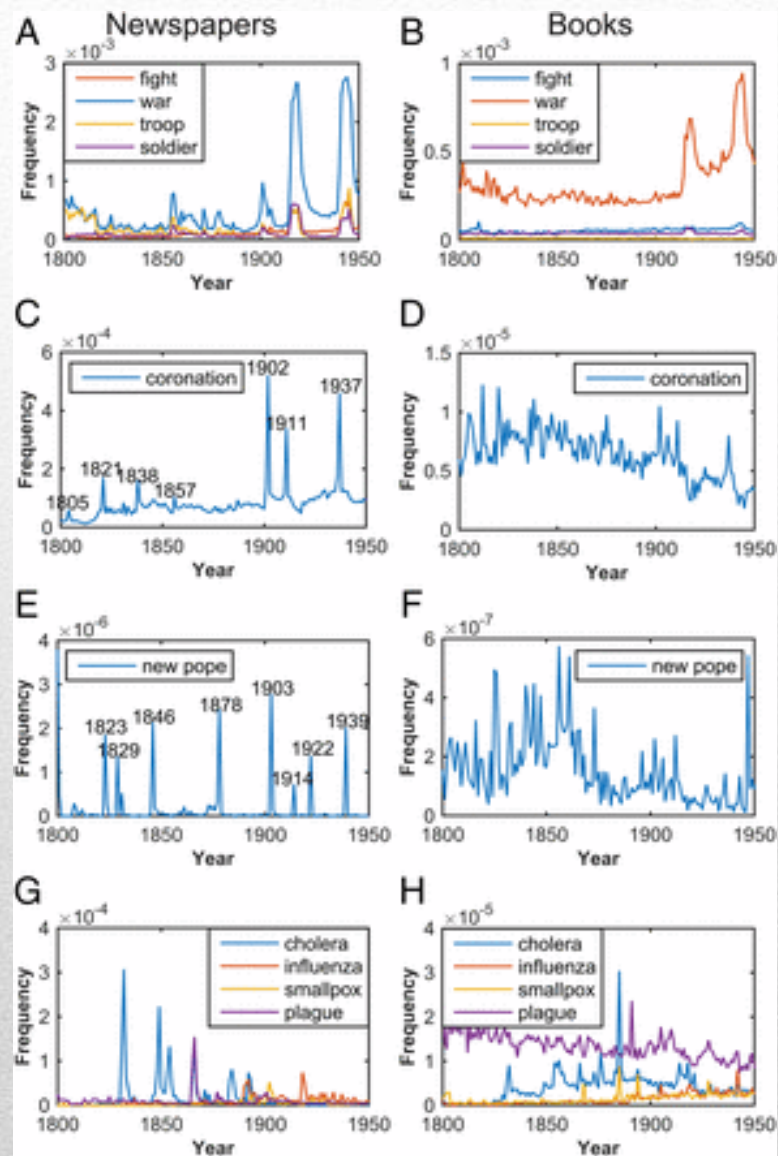 Newspapers
Books
A
×10⁻³
3
2
1
0
Frequency
fight
war
troop
soldier
1800 1850 1900 1950
Year
B
×10⁻³
1
0.5
0
Frequency
fight
war
troop
soldier
1800 1850 1900 1950
Year
C
×10⁻⁴
6
4
2
0
Frequency
coronation
1902
1937
1911
1821
1838
1857
1805
1800 1850 1900 1950
Year
D
×10⁻⁵
1.5
1
0.5
0
Frequency
coronation
1800 1850 1900 1950
Year
E
×10⁻⁶
4
3
2
1
0
Frequency
new pope
1903
1878
1846
1823
1939
1829
1922
1914
1800 1850 1900 1950
Year
F
×10⁻⁷
6
4
2
0
Frequency
new pope
1800 1850 1900 1950
Year
G
×10⁻⁴
4
3
2
1
0
Frequency
cholera
influenza
smallpox
plague
1800 1850 1900 1950
Year
H
×10⁻⁵
4
3
2
1
0
Frequency
cholera
influenza
smallpox
plague
1800 1850 1900 1950
Year